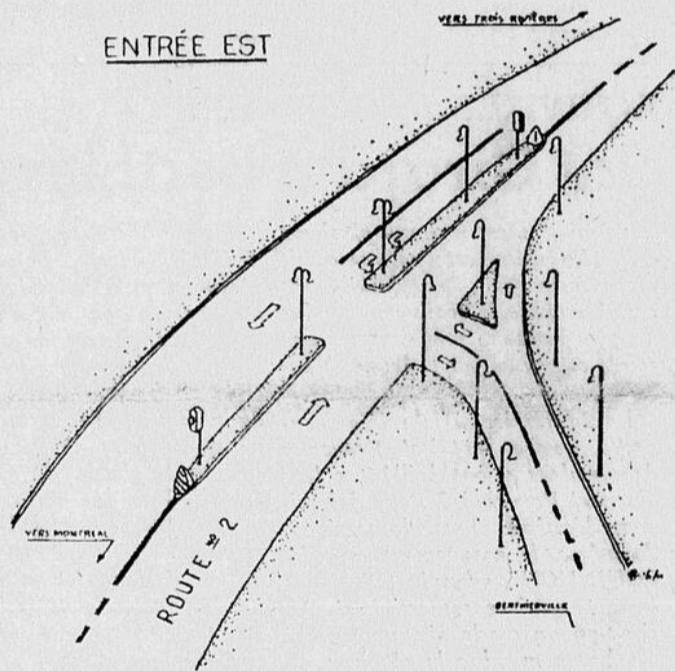 VERS TROIS RIVIÈRES
ENTRÉE EST
VERS MONTREAL
ROUTE Nº 2
BERTHIERVILLE